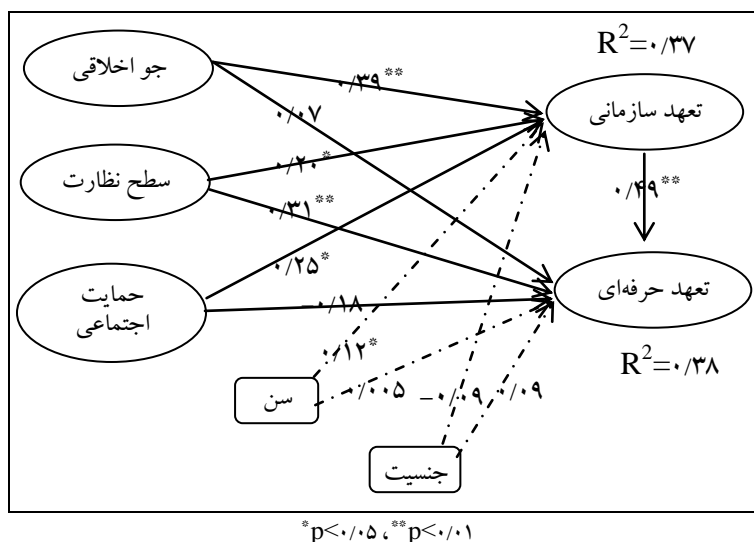 جو اخلاقی
سطح نظارت
حمایت
اجتماعی
سن
جنسیت
R²=۰/۳۷
تعهد سازمانی
تعهد حرفه‌ای
R²=۰/۳۸
۰/۳۹**
۰/۰۷
۰/۲۰*
۰/۳۱**
۰/۲۵*
–۰/۱۸
۰/۴۹**
۰/۱۲*
۰/۰۰۵
–۰/۰۹
۰/۰۹
*p<۰/۰۵، **p<۰/۰۱